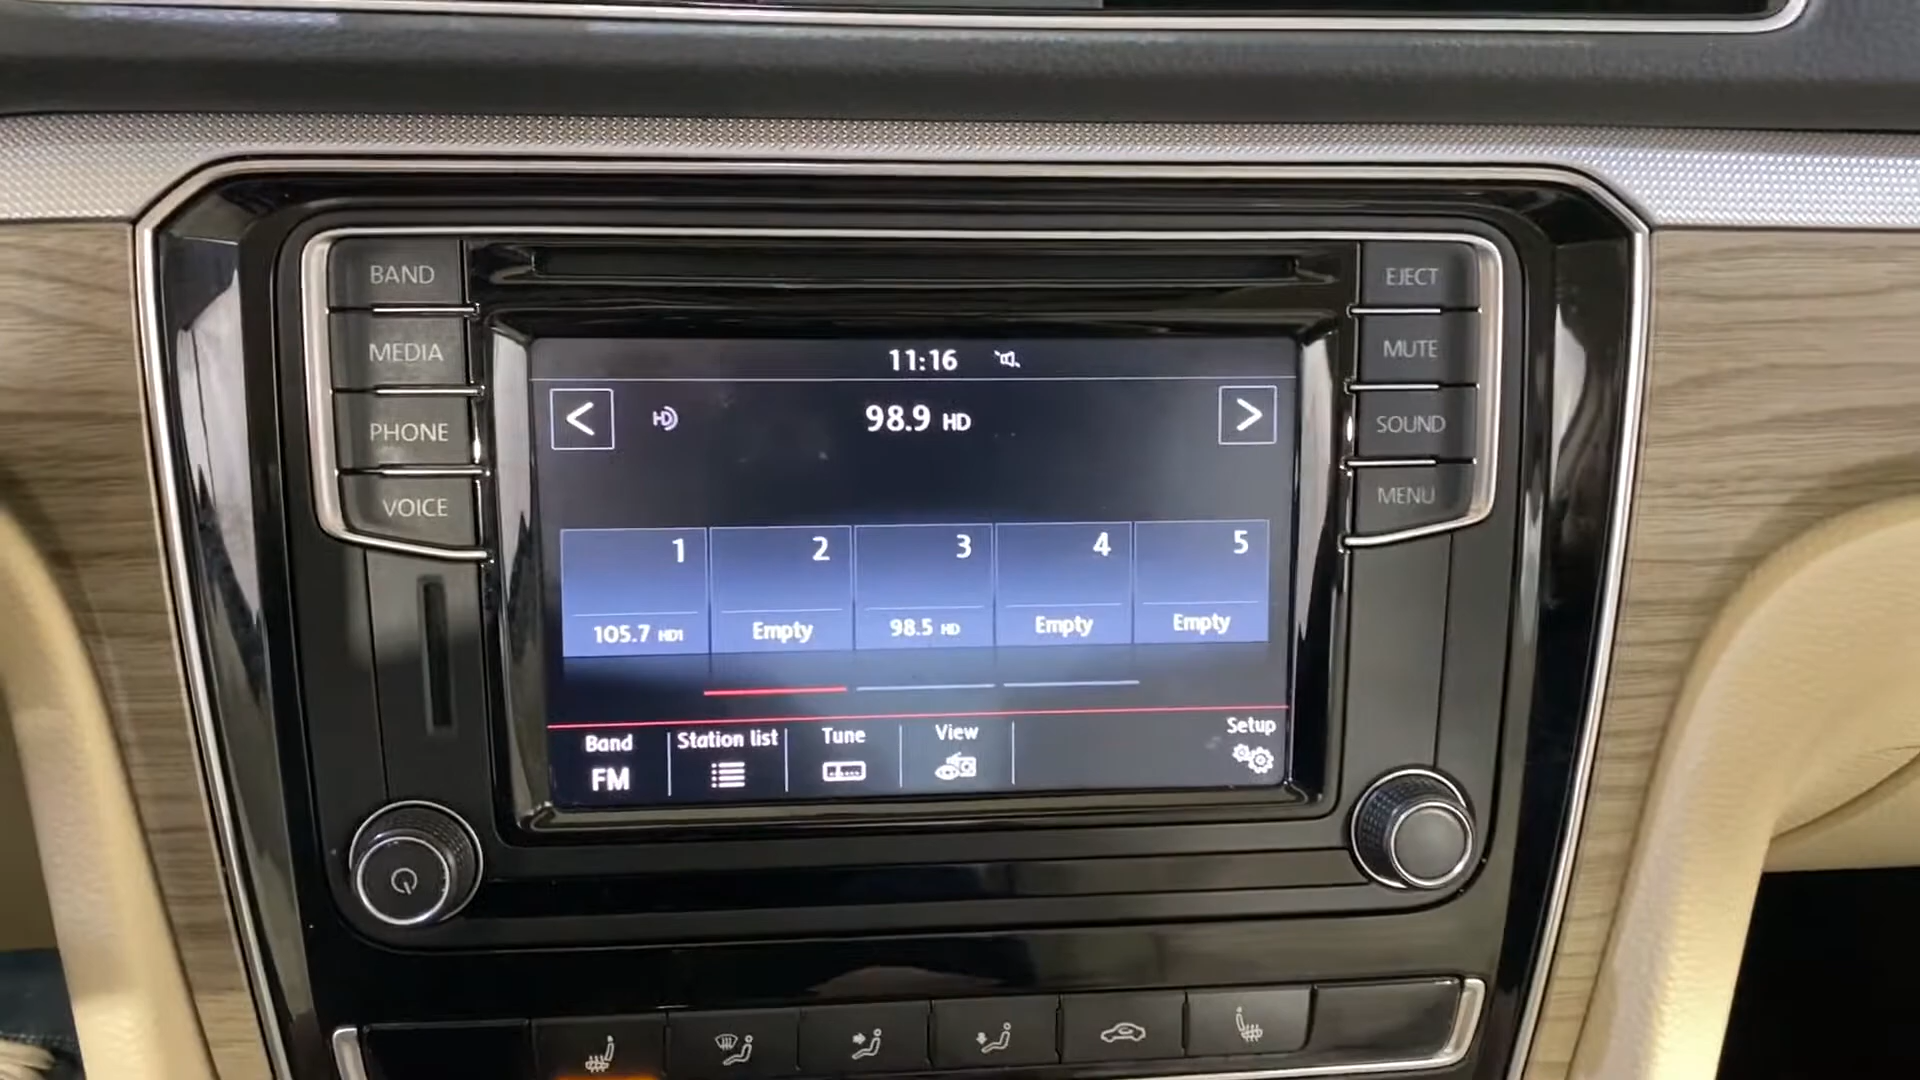 BAND
MEDIA
PHONE
VOICE
11:16
HD
98.9 HD
1
2
3
4
5
105.7 HD1
Empty
98.5 HD
Empty
Empty
Band
FM
Station list
Tune
View
Setup
EJECT
MUTE
SOUND
MENU